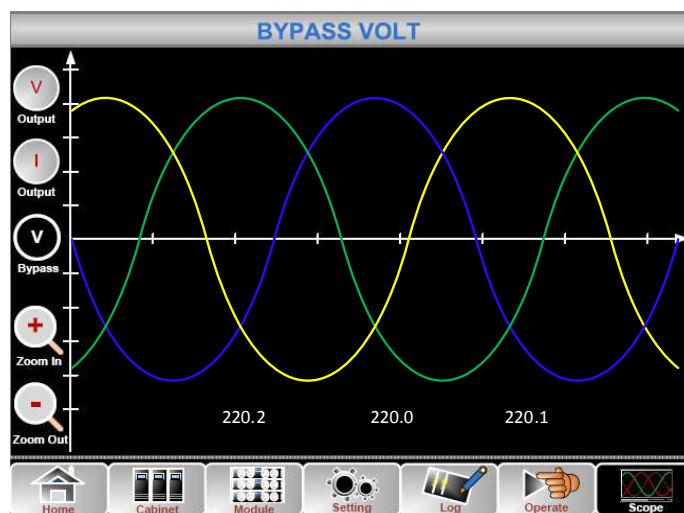 BYPASS VOLT
V
Output
I
Output
V
Bypass
+
Zoom In
-
Zoom Out
220.2 220.0 220.1
Home Cabinet Module Setting Log Operate Scope